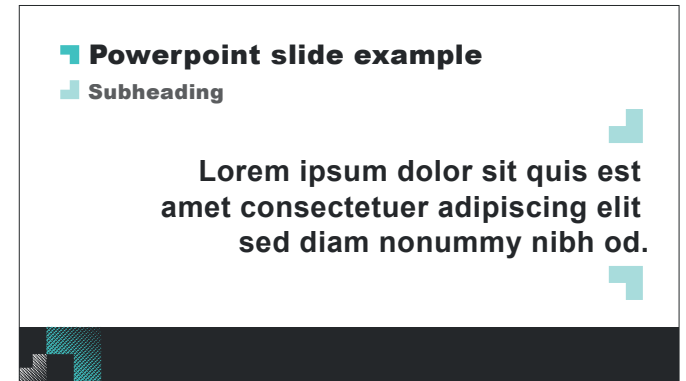 Powerpoint slide example
Subheading
Lorem ipsum dolor sit quis est
amet consectetuer adipiscing elit
sed diam nonummy nibh od.